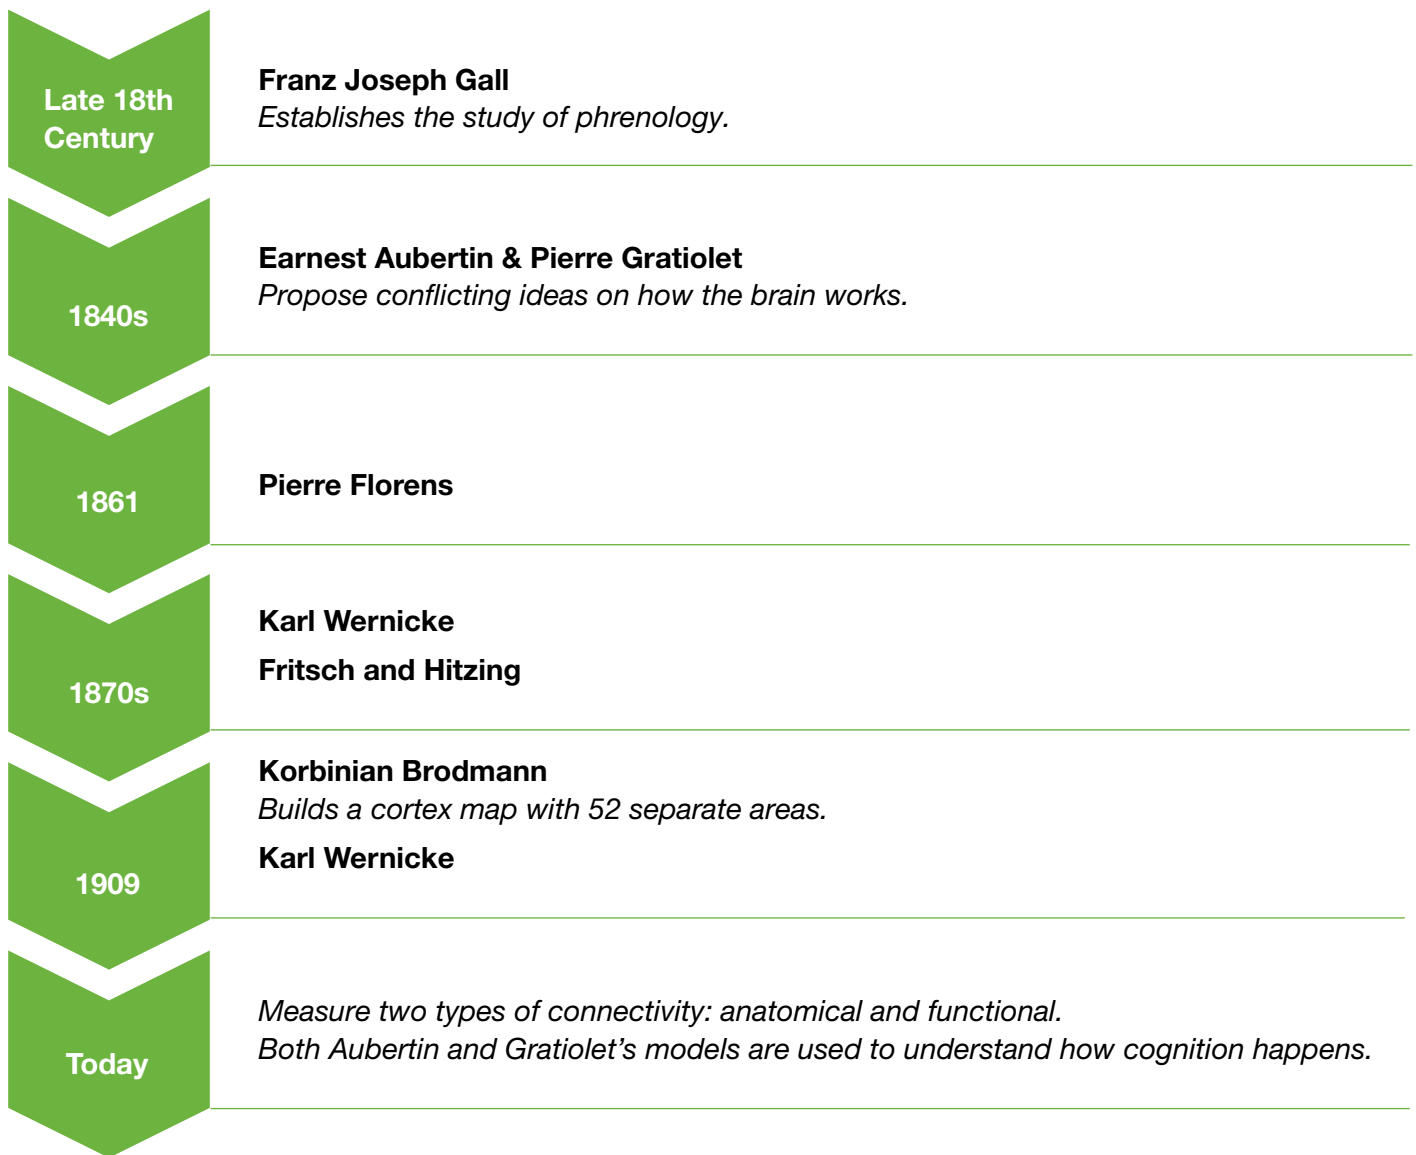 Late 18th
Century
Franz Joseph Gall
Establishes the study of phrenology.
1840s
Earnest Aubertin & Pierre Gratiolet
Propose conflicting ideas on how the brain works.
1861
Pierre Florens
1870s
Karl Wernicke
Fritsch and Hitzing
1909
Korbinian Brodmann
Builds a cortex map with 52 separate areas.
Karl Wernicke
Today
Measure two types of connectivity: anatomical and functional.
Both Aubertin and Gratiolet’s models are used to understand how cognition happens.